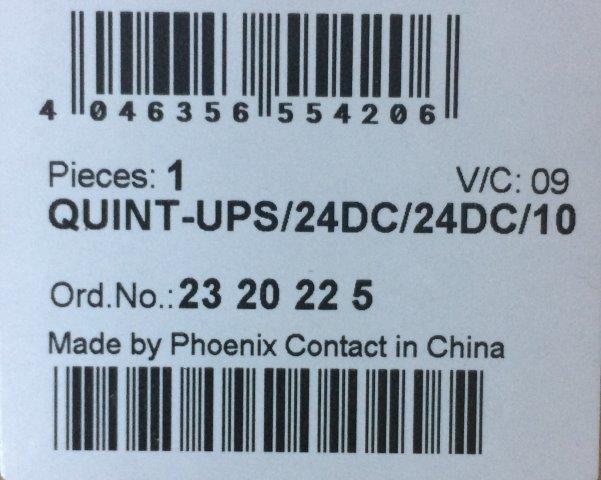 4 046356 554206
Pieces: 1 V/C: 09
QUINT-UPS/24DC/24DC/10
Ord.No.: 23 20 22 5
Made by Phoenix Contact in China